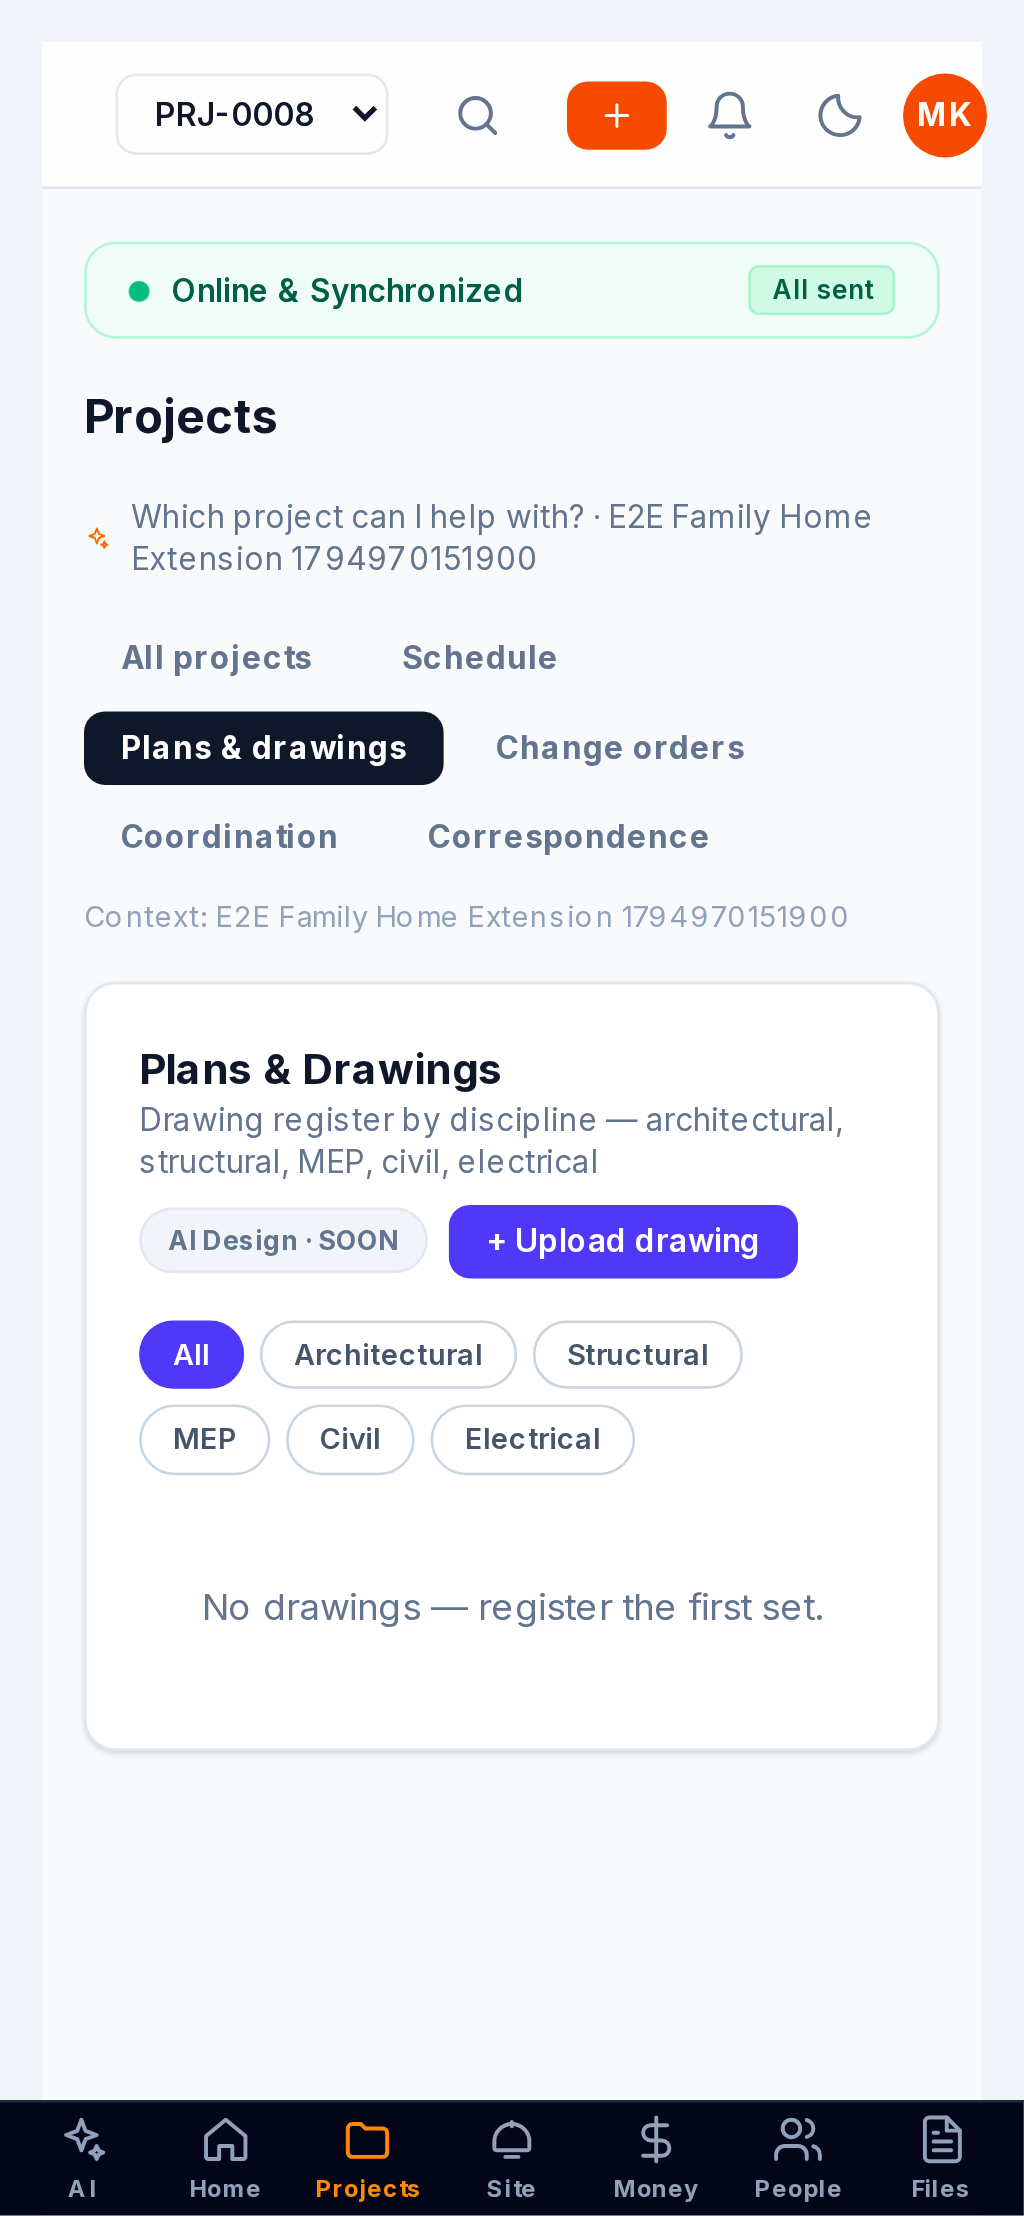 PRJ-0008
MK
Online & Synchronized
All sent
Projects
Which project can I help with? · E2E Family Home
Extension 1794970151900
All projects
Schedule
Plans & drawings
Change orders
Coordination
Correspondence
Context: E2E Family Home Extension 1794970151900
Plans & Drawings
Drawing register by discipline — architectural,
structural, MEP, civil, electrical
AI Design · SOON
+ Upload drawing
All
Architectural
Structural
MEP
Civil
Electrical
No drawings — register the first set.
AI
Home
Projects
Site
Money
People
Files